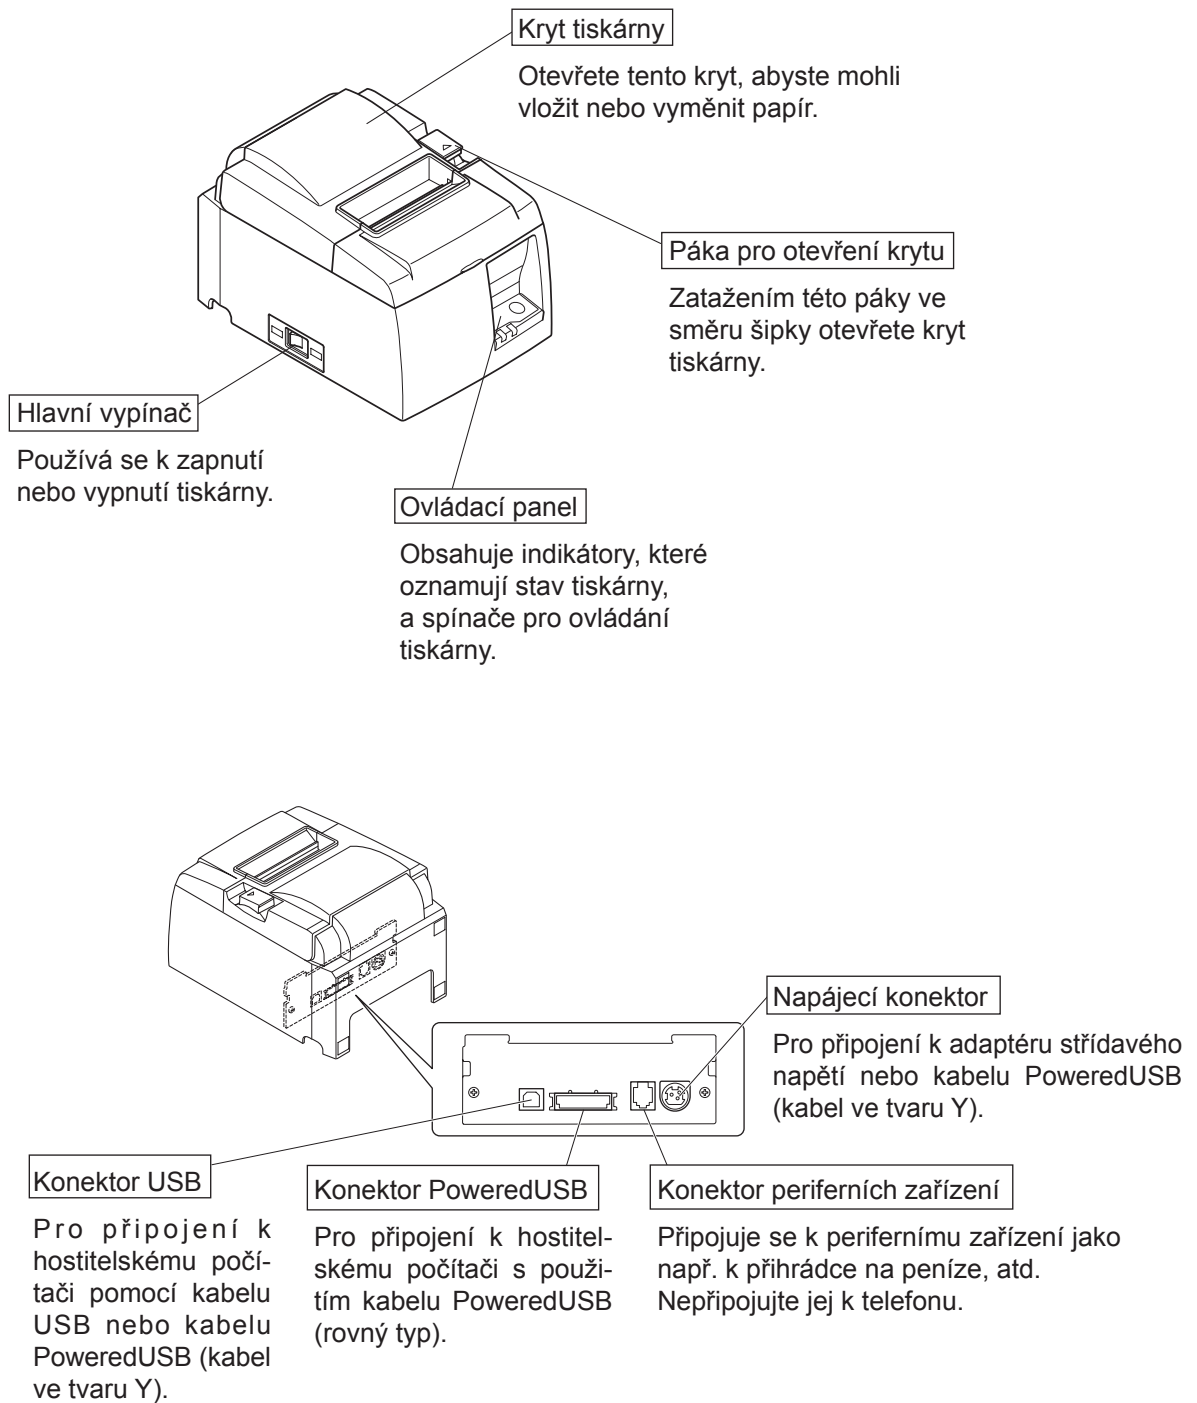 Kryt tiskárny
Otevřete tento kryt, abyste mohli
vložit nebo vyměnit papír.
Páka pro otevření krytu
Zatažením této páky ve
směru šipky otevřete kryt
tiskárny.
Hlavní vypínač
Používá se k zapnutí
nebo vypnutí tiskárny.
Ovládací panel
Obsahuje indikátory, které
oznamují stav tiskárny,
a spínače pro ovládání
tiskárny.
Napájecí konektor
Pro připojení k adaptéru střídavého
napětí nebo kabelu PoweredUSB
(kabel ve tvaru Y).
Konektor USB
Pro připojení k
hostitelskému počí-
tači pomocí kabelu
USB nebo kabelu
PoweredUSB (kabel
ve tvaru Y).
Konektor PoweredUSB
Pro připojení k hostitel-
skému počítači s použi-
tím kabelu PoweredUSB
(rovný typ).
Konektor periferních zařízení
Připojuje se k perifernímu zařízení jako
např. k přihrádce na peníze, atd.
Nepřipojujte jej k telefonu.